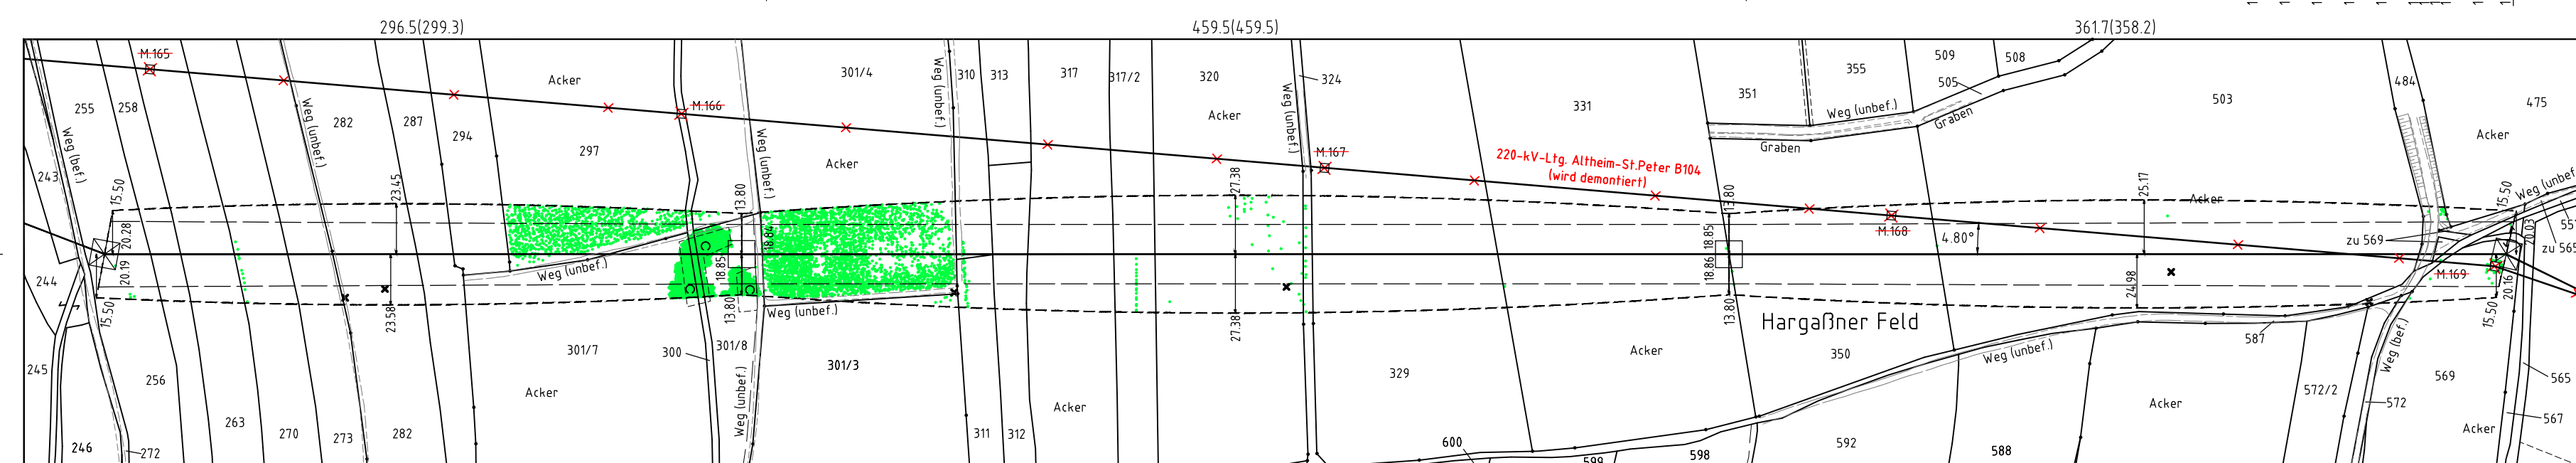 296.5(299.3)
459.5(459.5)
361.7(358.2)
M.165
Acker
301/4
310
313
317
317/2
320
324
355
509
508
505
484
475
255
258
282
287
294
297
M.166
Acker
331
351
Weg (unbef.)
Graben
Graben
503
Acker
Weg (bef.)
Weg (unbef.)
Weg (unbef.)
Weg (unbef.)
Weg (unbef.)
Acker
M.167
220-kV-Ltg. Altheim-St.Peter B104
(wird demontiert)
243
15.50
23.45
13.80
27.38
13.80
25.17
Acker
15.50
Weg (unbef
20.28
20.19
18.84
18.85
18.85
18.86
M.168
4.80°
zu 569
20.03
zu 565
244
Weg (unbef.)
C
C
C
M.169
24.98
20.16
15.50
23.58
13.80
Weg (unbef.)
27.38
13.80
Hargaßner Feld
15.50
587
245
256
301/7
300
301/8
301/3
329
Acker
350
Weg (unbef.)
Weg (bef.)
569
565
Acker
Weg (unbef.)
Acker
Acker
572/2
572
567
246
272
263
270
273
282
311
312
600
599
598
592
588
Acker